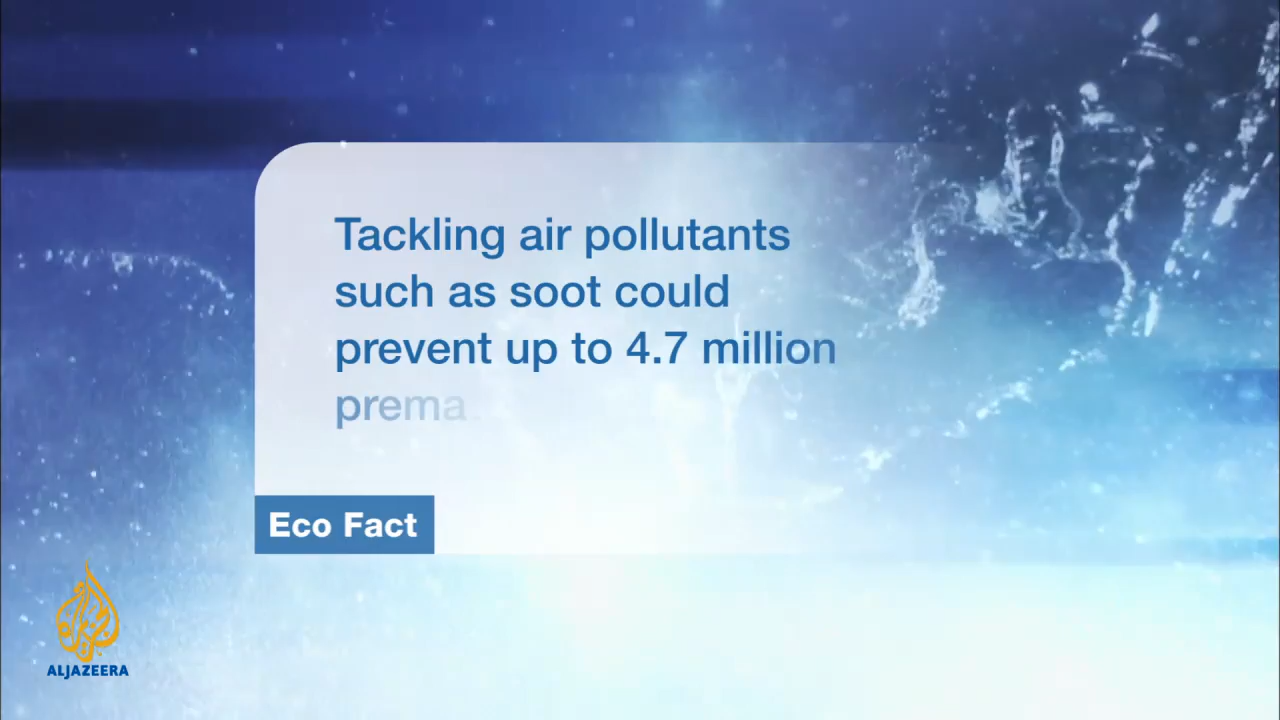 Tackling air pollutants
such as soot could
prevent up to 4.7 million
prema
Eco Fact
ALJAZEERA